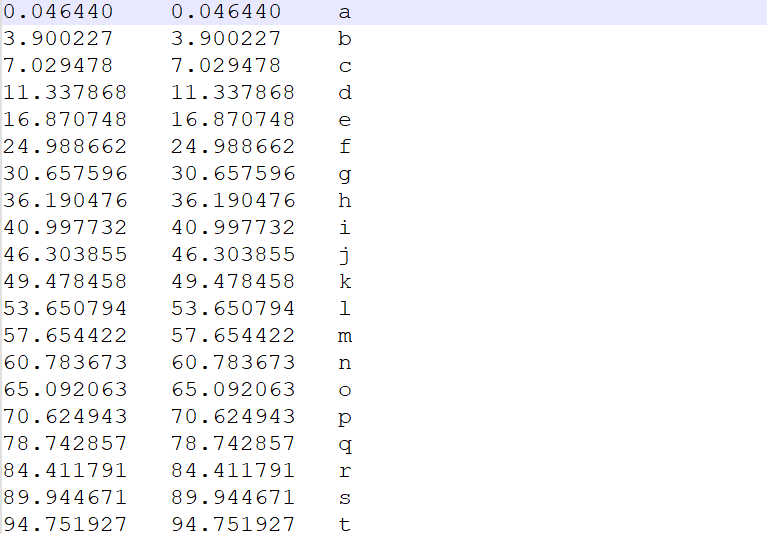 0.046440 0.046440 a
3.900227 3.900227 b
7.029478 7.029478 c
11.337868 11.337868 d
16.870748 16.870748 e
24.988662 24.988662 f
30.657596 30.657596 g
36.190476 36.190476 h
40.997732 40.997732 i
46.303855 46.303855 j
49.478458 49.478458 k
53.650794 53.650794 l
57.654422 57.654422 m
60.783673 60.783673 n
65.092063 65.092063 o
70.624943 70.624943 p
78.742857 78.742857 q
84.411791 84.411791 r
89.944671 89.944671 s
94.751927 94.751927 t